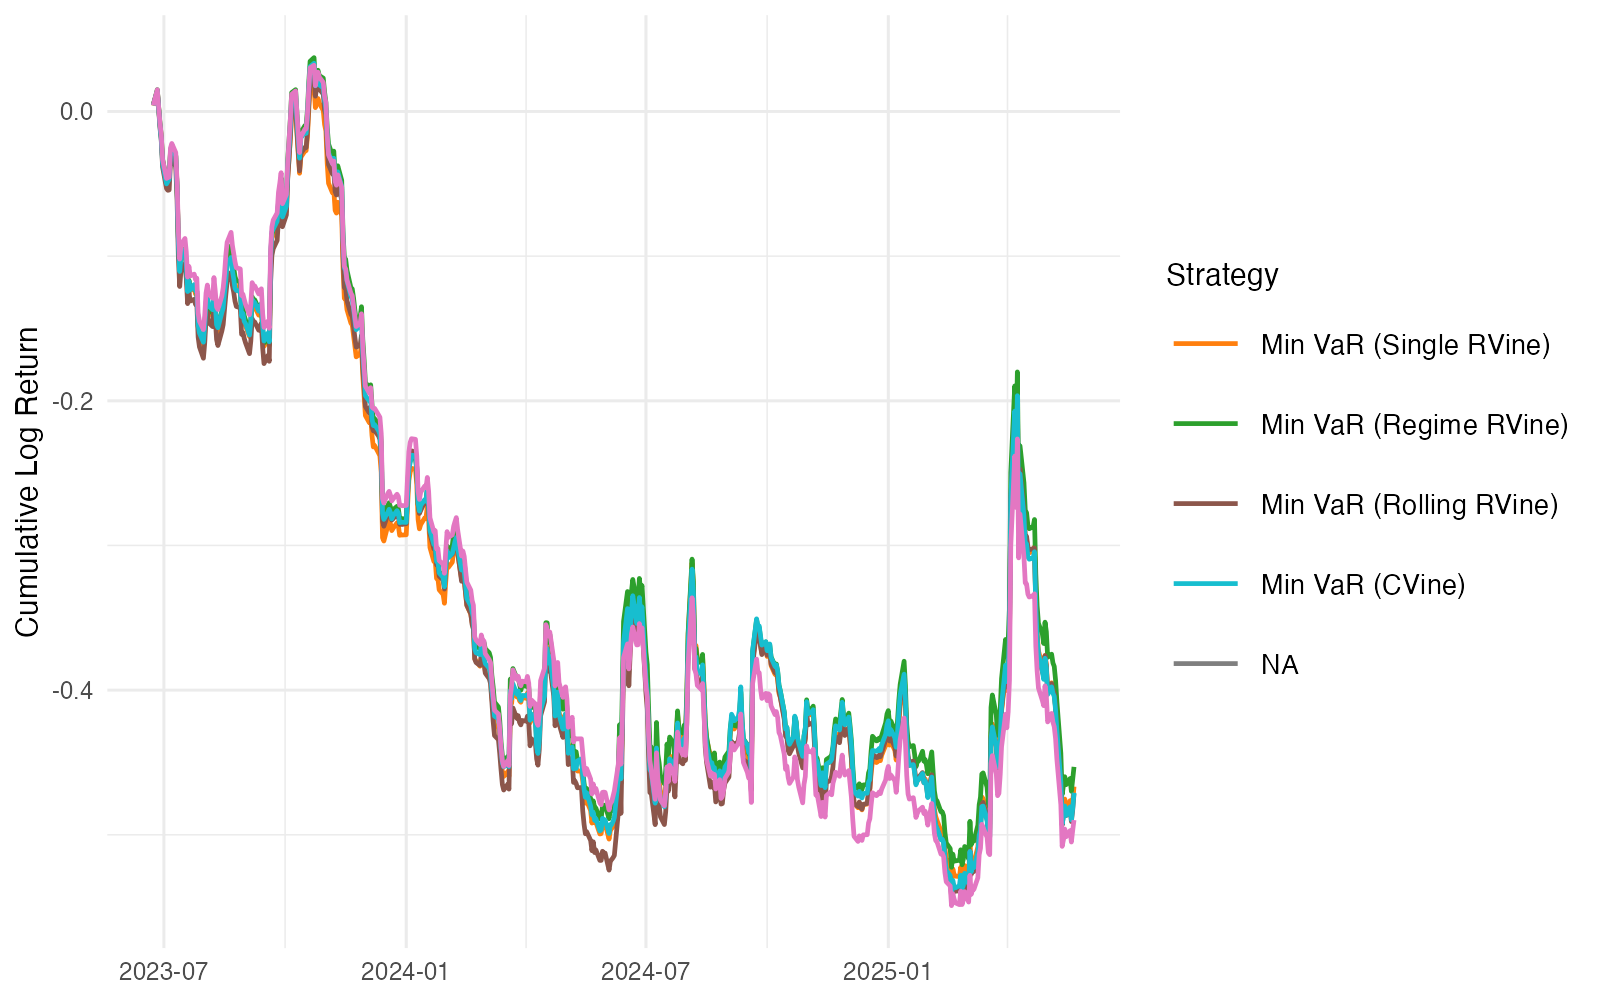 Cumulative Log Return
0.0
-0.2
-0.4
2023-07
2024-01
2024-07
2025-01
Strategy
Min VaR (Single RVine)
Min VaR (Regime RVine)
Min VaR (Rolling RVine)
Min VaR (CVine)
NA